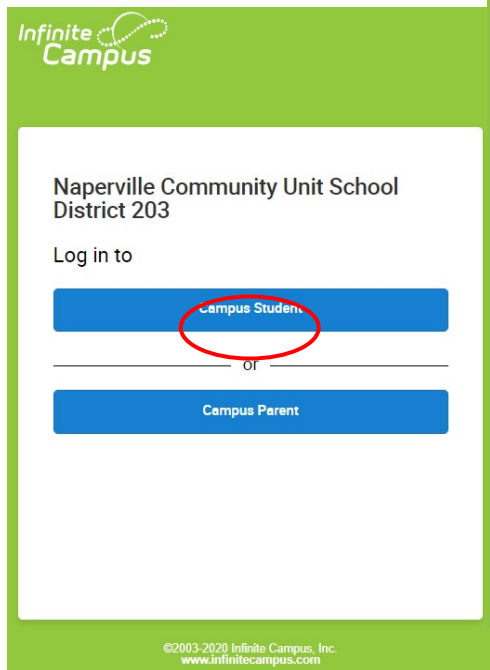 Infinite
Campus
Naperville Community Unit School
District 203
Log in to
Campus Student
or
Campus Parent
©2003-2020 Infinite Campus, Inc.
www.infinitecampus.com